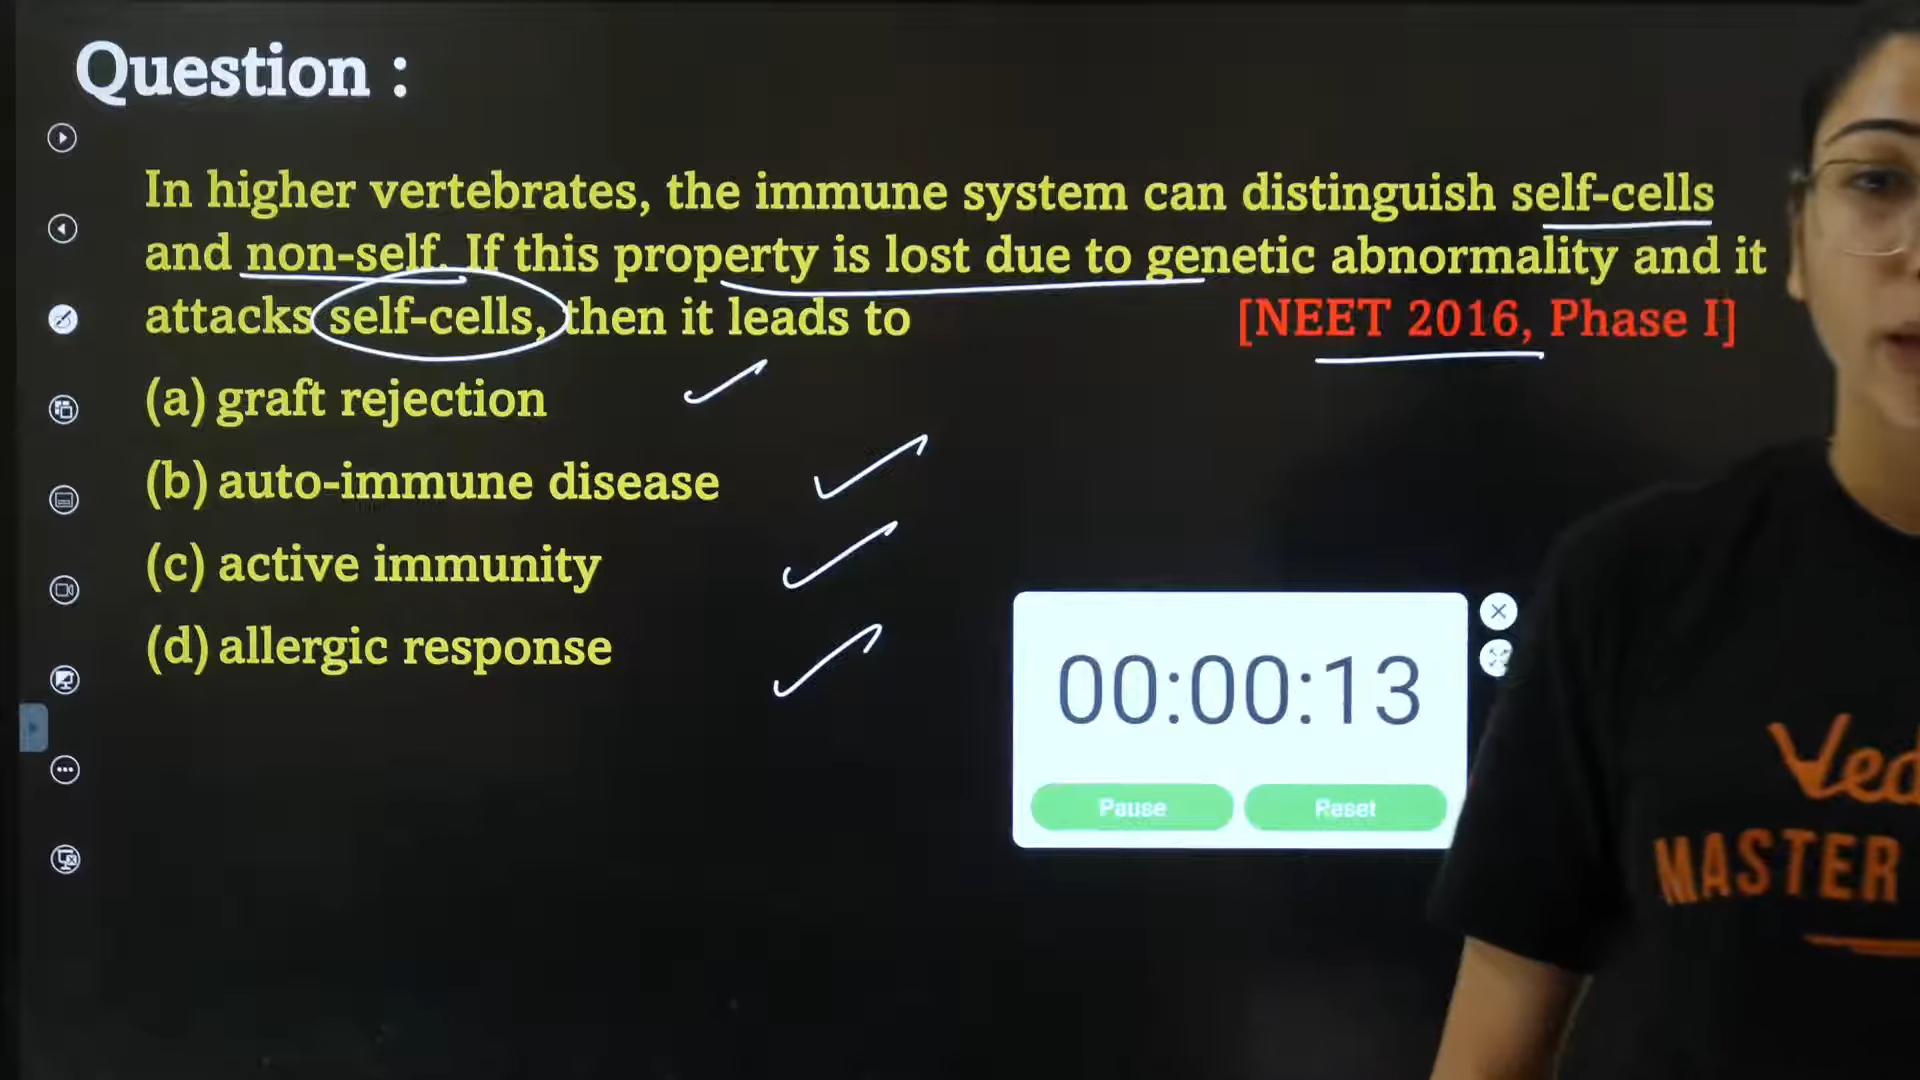 Question :
In higher vertebrates, the immune system can distinguish self-cells
and non-self. If this property is lost due to genetic abnormality and it
attacks self-cells, then it leads to
[NEET 2016, Phase I]
(a) graft rejection
(b) auto-immune disease
(c) active immunity
(d) allergic response
00:00:13
Pause
Reset
MASTER